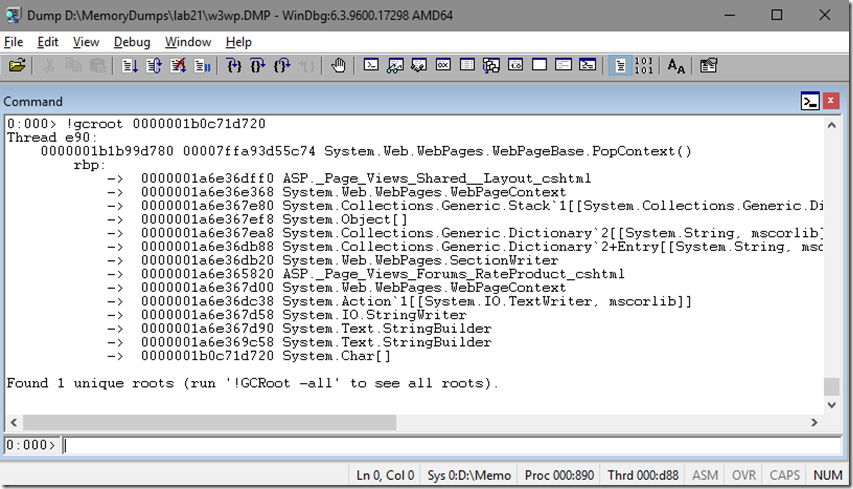 Dump D:\MemoryDumps\lab21\w3wp.DMP - WinDbg:6.3.9600.17298 AMD64
File Edit View Debug Window Help
Command
0:000> !gcroot 0000001b0c71d720
Thread e90:
0000001b1b99d780 00007ffa93d55c74 System.Web.WebPages.WebPageBase.PopContext()
rbp:
-> 0000001a6e36dff0 ASP._Page_Views_Shared__Layout_cshtml
-> 0000001a6e36e368 System.Web.WebPages.WebPageContext
-> 0000001a6e367e80 System.Collections.Generic.Stack`1[[System.Collections.Generic.Di
-> 0000001a6e367ef8 System.Object[]
-> 0000001a6e367ea8 System.Collections.Generic.Dictionary`2[[System.String, mscorlib]
-> 0000001a6e36db88 System.Collections.Generic.Dictionary`2+Entry[[System.String, msc
-> 0000001a6e36db20 System.Web.WebPages.SectionWriter
-> 0000001a6e365820 ASP._Page_Views_Forums_RateProduct_cshtml
-> 0000001a6e367d00 System.Web.WebPages.WebPageContext
-> 0000001a6e36dc38 System.Action`1[[System.IO.TextWriter, mscorlib]]
-> 0000001a6e367d58 System.IO.StringWriter
-> 0000001a6e367d90 System.Text.StringBuilder
-> 0000001a6e369c58 System.Text.StringBuilder
-> 0000001b0c71d720 System.Char[]
Found 1 unique roots (run '!GCRoot -all' to see all roots).
0:000>
Ln 0, Col 0 Sys 0:D:\Memo Proc 000:890 Thrd 000:d88 ASM OVR CAPS NUM